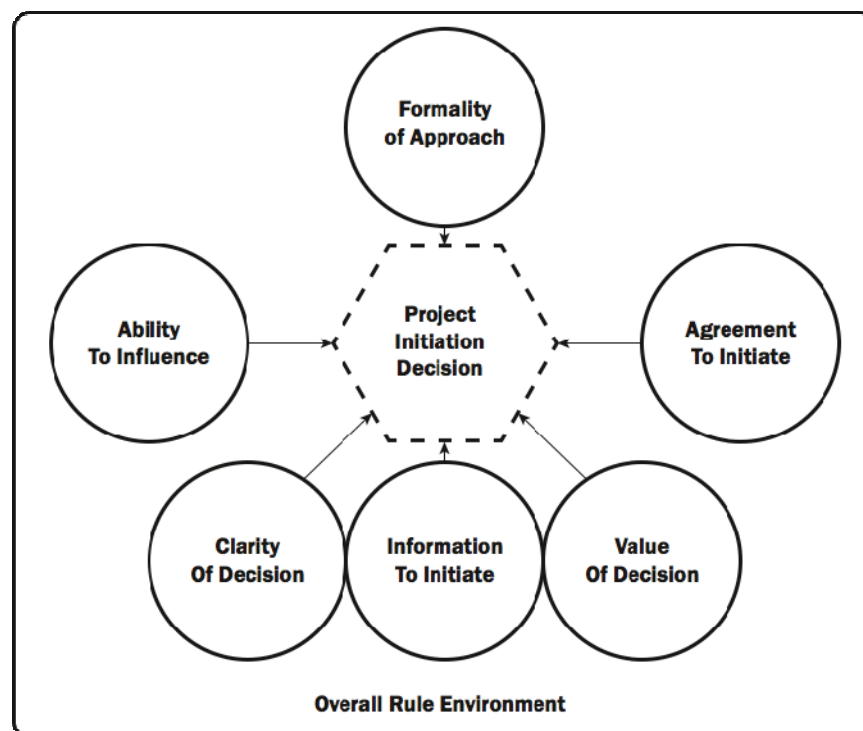 Formality
of Approach
Project
Initiation
Decision
Ability
To Influence
Agreement
To Initiate
Clarity
Of Decision
Information
To Initiate
Value
Of Decision
Overall Rule Environment